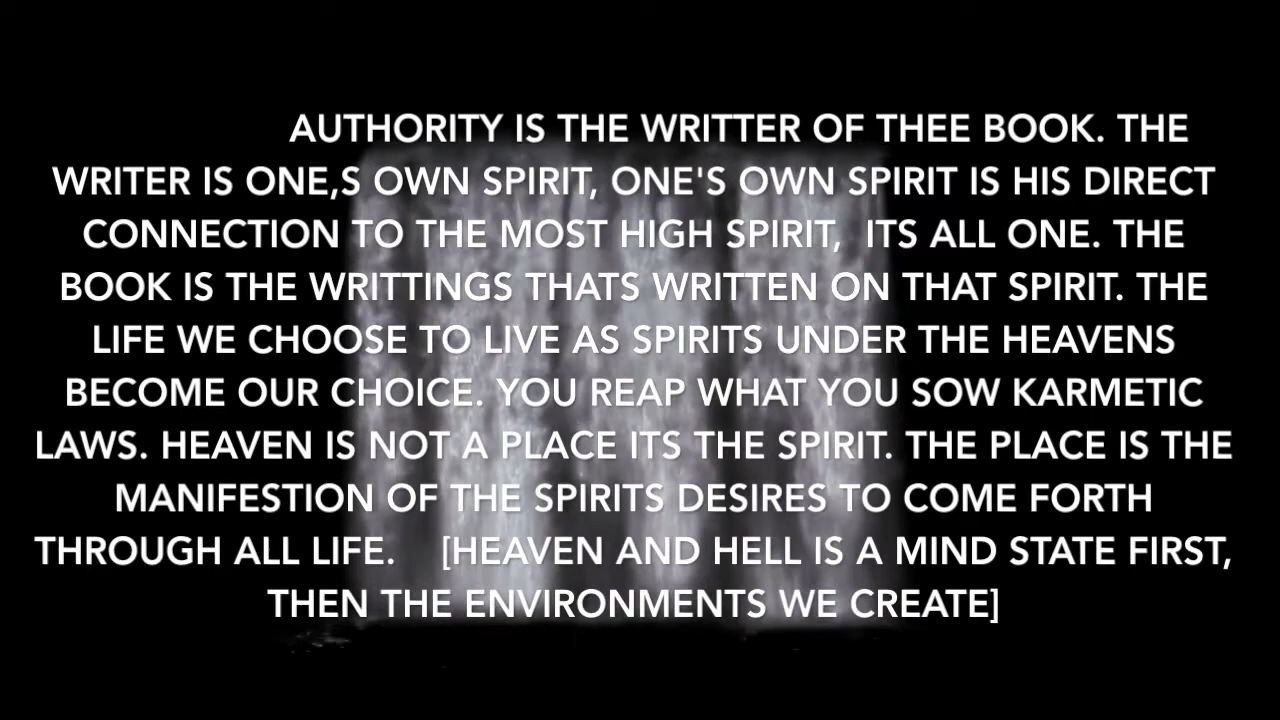 AUTHORITY IS THE WRITTER OF THEE BOOK. THE
WRITER IS ONE,S OWN SPIRIT, ONE'S OWN SPIRIT IS HIS DIRECT
CONNECTION TO THE MOST HIGH SPIRIT,  ITS ALL ONE. THE
BOOK IS THE WRITTINGS THATS WRITTEN ON THAT SPIRIT. THE
LIFE WE CHOOSE TO LIVE AS SPIRITS UNDER THE HEAVENS
BECOME OUR CHOICE. YOU REAP WHAT YOU SOW KARMETIC
LAWS. HEAVEN IS NOT A PLACE ITS THE SPIRIT. THE PLACE IS THE
MANIFESTION OF THE SPIRITS DESIRES TO COME FORTH
THROUGH ALL LIFE.    [HEAVEN AND HELL IS A MIND STATE FIRST,
THEN THE ENVIRONMENTS WE CREATE]